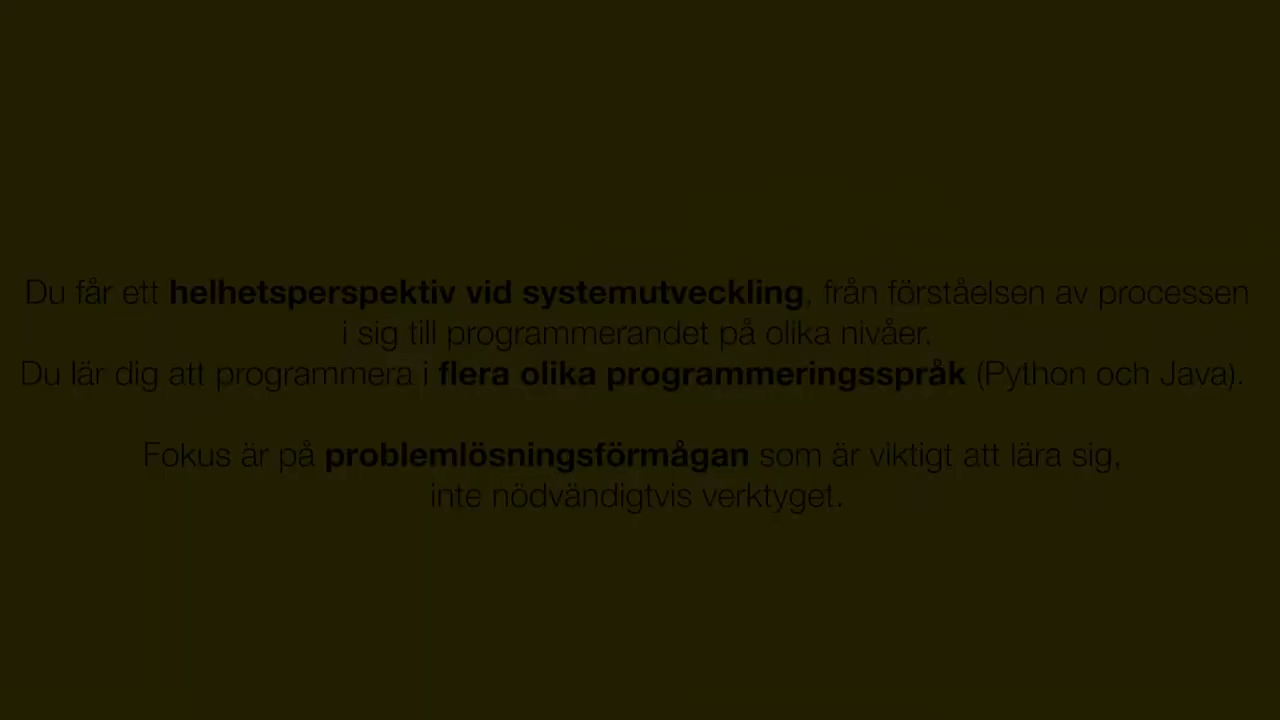 Du får ett helhetsperspektiv vid systemutveckling, från förståelsen av processen
i sig till programmerandet på olika nivåer.
Du lär dig att programmera i flera olika programmeringsspråk (Python och Java).
Fokus är på problemlösningsförmågan som är viktigt att lära sig,
inte nödvändigtvis verktyget.